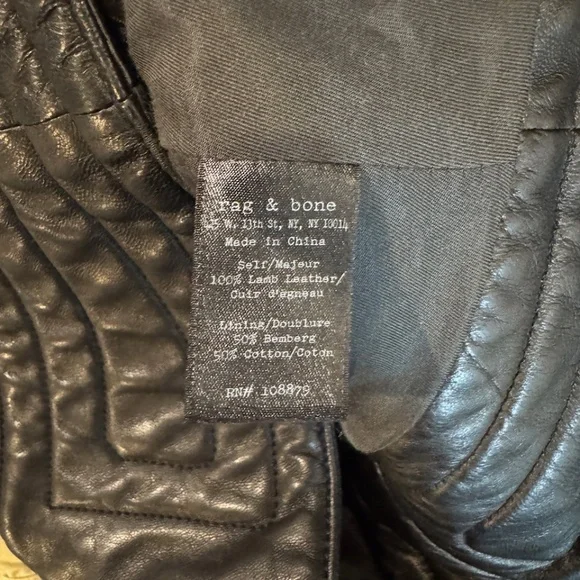 rag & bone
W. 13th St, NY, NY 10014
Made in China
Self/Majeur
100% Lamb Leather/
Cuir d'agneau
Lining/Doublure
50% Bemberg
50% Cotton/Coton
RN# 108879